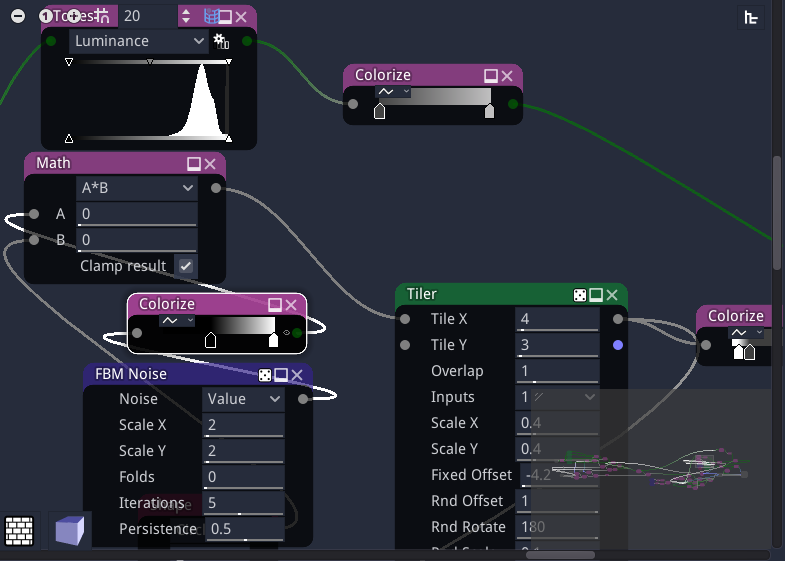 Tones
1
20
Luminance
Colorize
Math
A*B
A 0
B 0
Clamp result
Colorize
Tiler
Tile X 4
Tile Y 3
Overlap 1
Inputs 1
Scale X 0.4
Scale Y 0.4
Fixed Offset -4.2
Rnd Offset 1
Rnd Rotate 180
Colorize
FBM Noise
Noise Value
Scale X 2
Scale Y 2
Folds 0
Iterations 5
Persistence 0.5
Shape